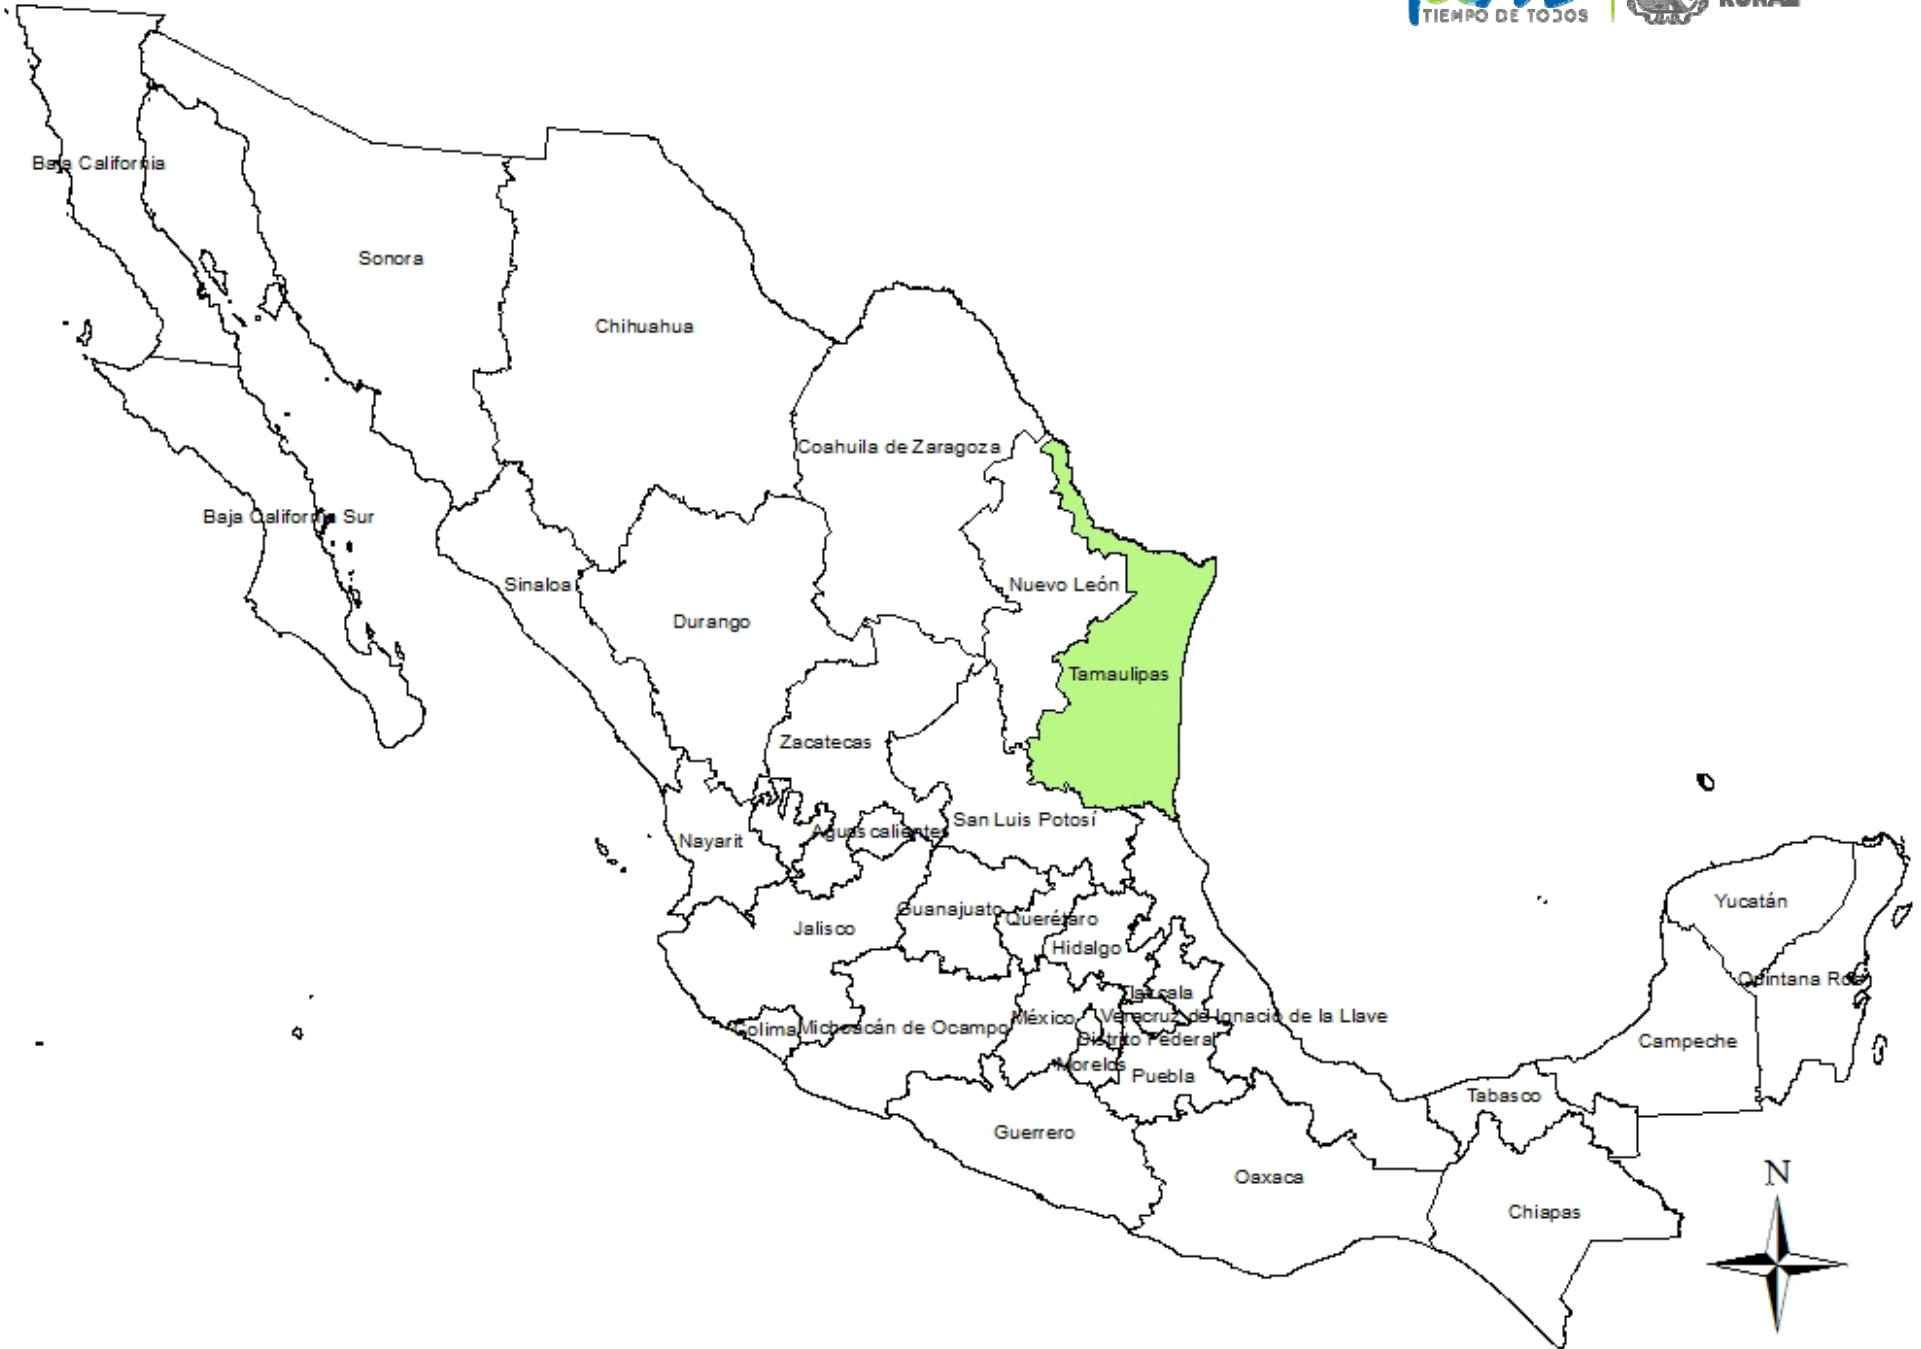 TIEMPO DE TODOS
Baja California
Sonora
Chihuahua
Coahuila de Zaragoza
Baja California Sur
Sinaloa
Nuevo León
Durango
Tamaulipas
Zacatecas
San Luis Potosí
Aguascalientes
Nayarit
Yucatán
Guanajuato
Querétaro
Jalisco
Hidalgo
Quintana Roo
Tlaxcala
Veracruz de Ignacio de la Llave
México
Colima
Michoacán de Ocampo
Distrito Federal
Campeche
Morelos
Puebla
Tabasco
Guerrero
N
Oaxaca
Chiapas